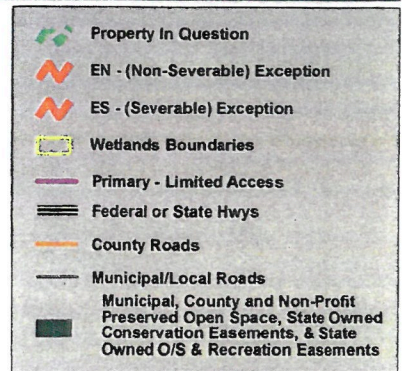 Property In Question
EN - (Non-Severable) Exception
ES - (Severable) Exception
Wetlands Boundaries
Primary - Limited Access
Federal or State Hwys
County Roads
Municipal/Local Roads
Municipal, County and Non-Profit
Preserved Open Space, State Owned
Conservation Easements, & State
Owned O/S & Recreation Easements